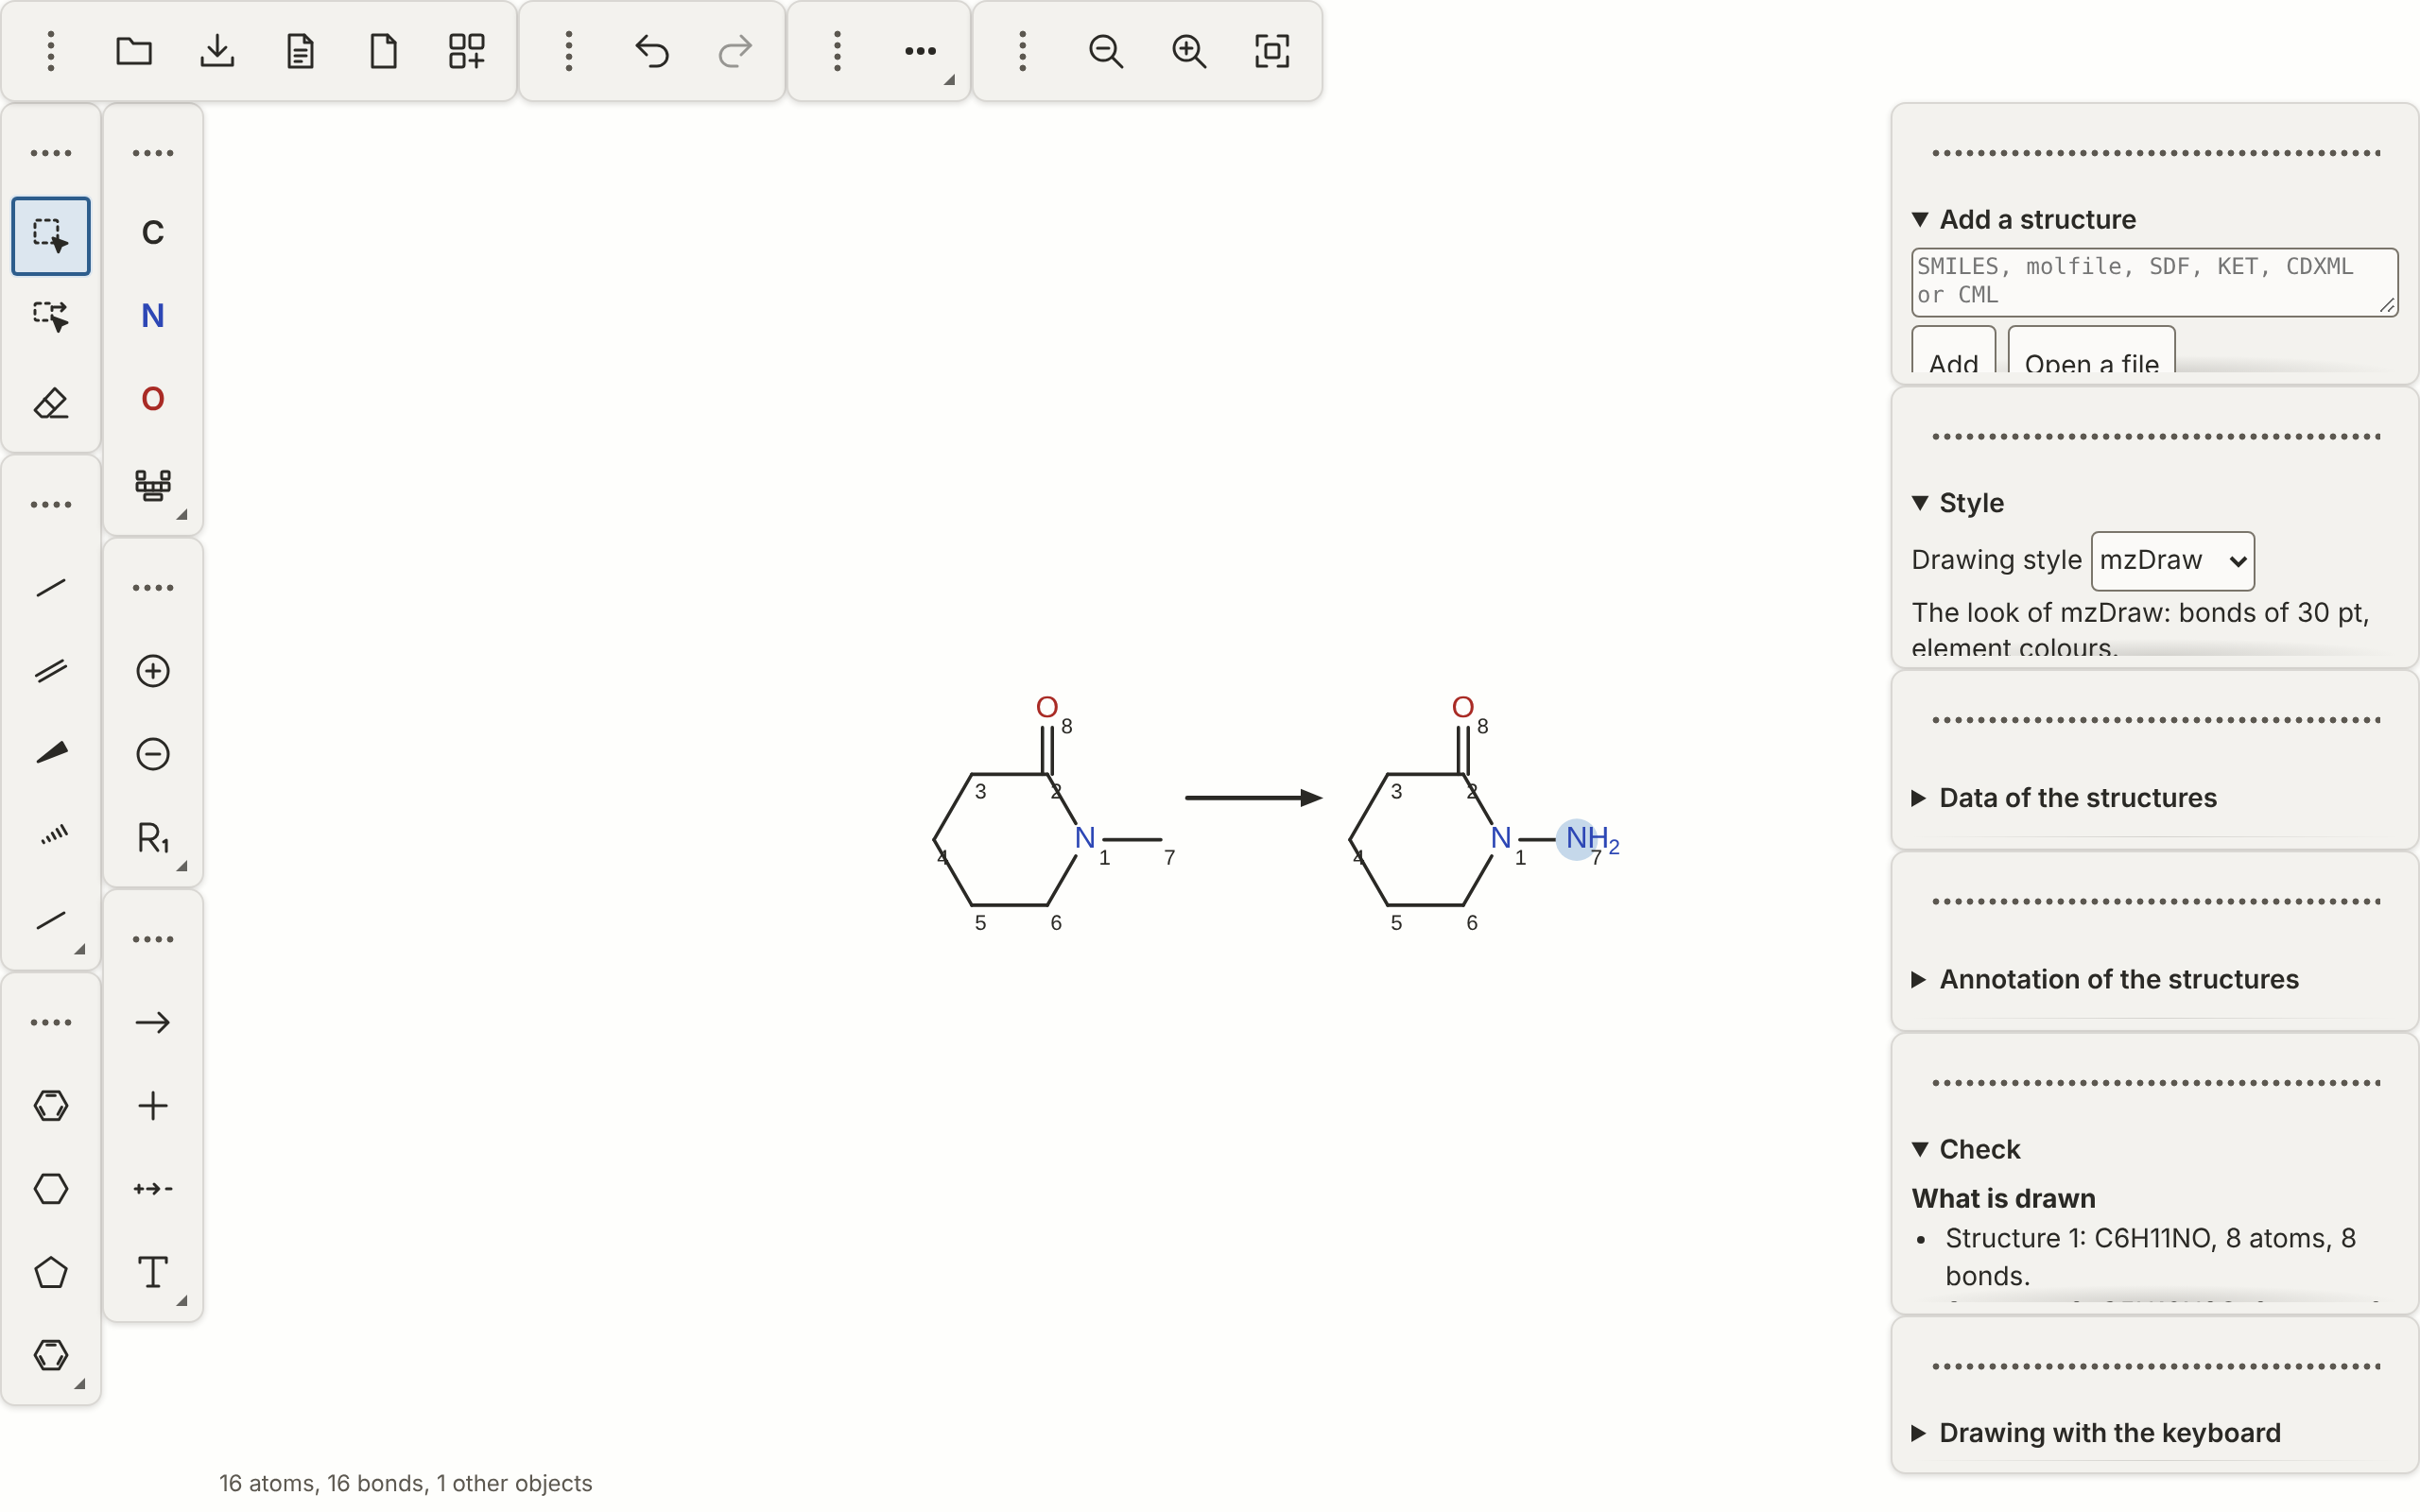 C
N
O
R1
T
Add a structure
SMILES, molfile, SDF, KET, CDXML
or CML
Add
Open a file
Style
Drawing style mzDraw
The look of mzDraw: bonds of 30 pt,
element colours.
Data of the structures
Annotation of the structures
Check
What is drawn
• Structure 1: C6H11NO, 8 atoms, 8
bonds.
Drawing with the keyboard
O
8
3
2
4
N
1
7
5
6
O
8
3
2
4
N
1
NH2
7
5
6
16 atoms, 16 bonds, 1 other objects